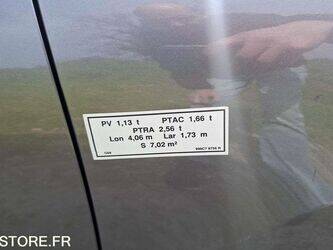 PV 1,13 t PTAC 1,66 t
PTRA 2,56 t
Lon 4,06 m Lar 1,73 m
S 7,02 m²
STORE.FR